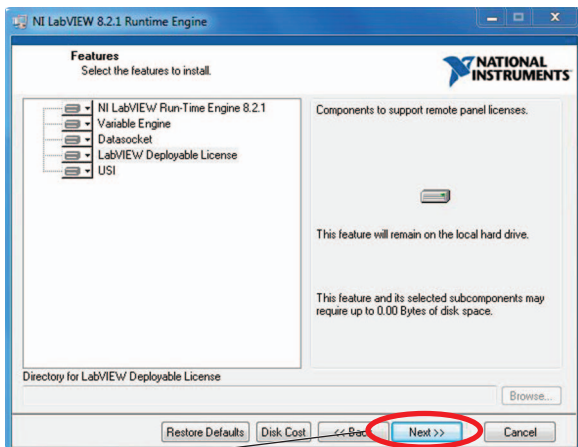 NI LabVIEW 8.2.1 Runtime Engine
Features
Select the features to install.
NATIONAL
INSTRUMENTS
NI LabVIEW Run-Time Engine 8.2.1
Variable Engine
Datasocket
LabVIEW Deployable License
USI
Components to support remote panel licenses.
This feature will remain on the local hard drive.
This feature and its selected subcomponents may
require up to 0.00 Bytes of disk space.
Directory for LabVIEW Deployable License
Browse...
Restore Defaults Disk Cost << Back Next >> Cancel